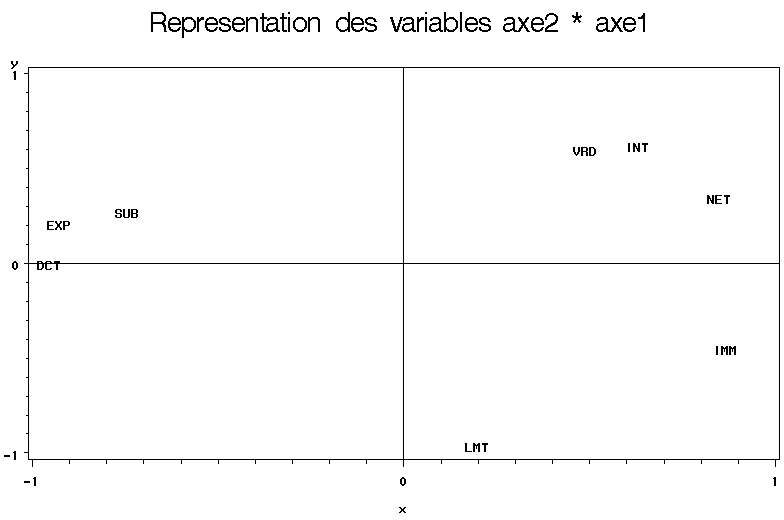 Representation des variables axe2 * axe1
y
1
VRD
INT
NET
SUB
EXP
0
DCT
IMM
LMT
-1
-1
0
1
x